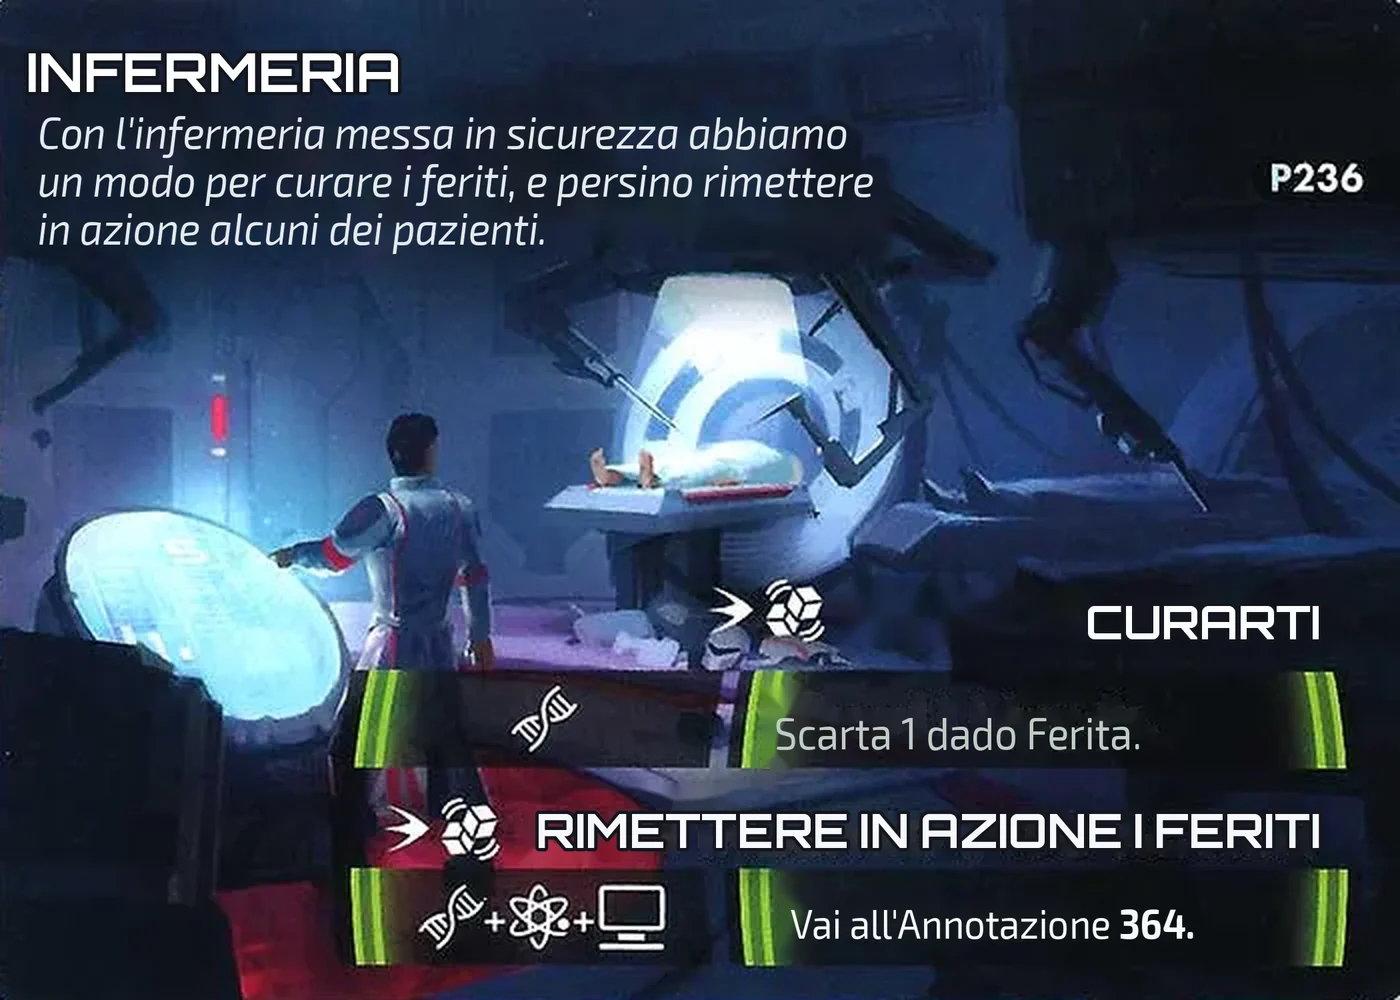 INFERMERIA
Con l'infermeria messa in sicurezza abbiamo
un modo per curare i feriti, e persino rimettere
in azione alcuni dei pazienti.
P236
CURARTI
Scarta 1 dado Ferita.
RIMETTERE IN AZIONE I FERITI
+ +
Vai all'Annotazione 364.